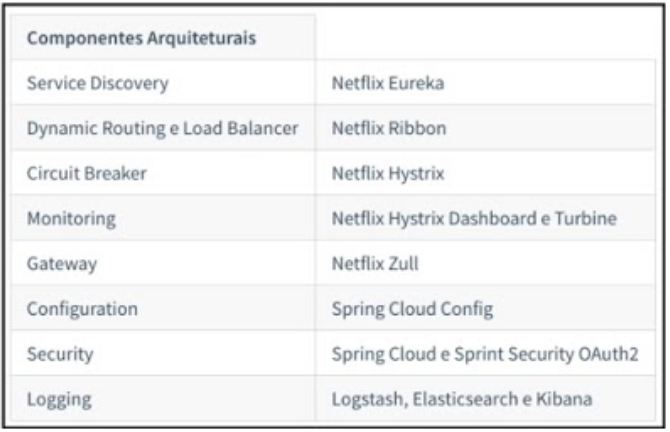 Componentes Arquiteturais
Service Discovery Netflix Eureka
Dynamic Routing e Load Balancer Netflix Ribbon
Circuit Breaker Netflix Hystrix
Monitoring Netflix Hystrix Dashboard e Turbine
Gateway Netflix Zull
Configuration Spring Cloud Config
Security Spring Cloud e Sprint Security OAuth2
Logging Logstash, Elasticsearch e Kibana